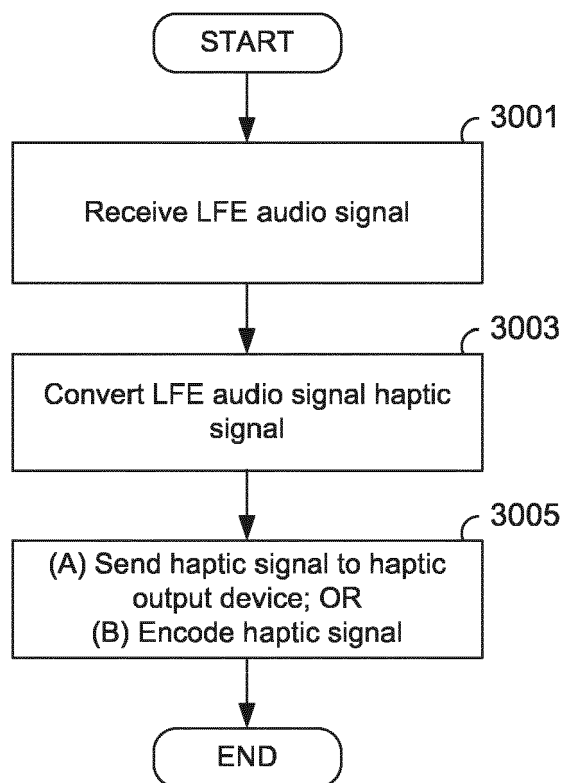 START
3001
Receive LFE audio signal
3003
Convert LFE audio signal haptic
signal
3005
(A) Send haptic signal to haptic
output device; OR
(B) Encode haptic signal
END